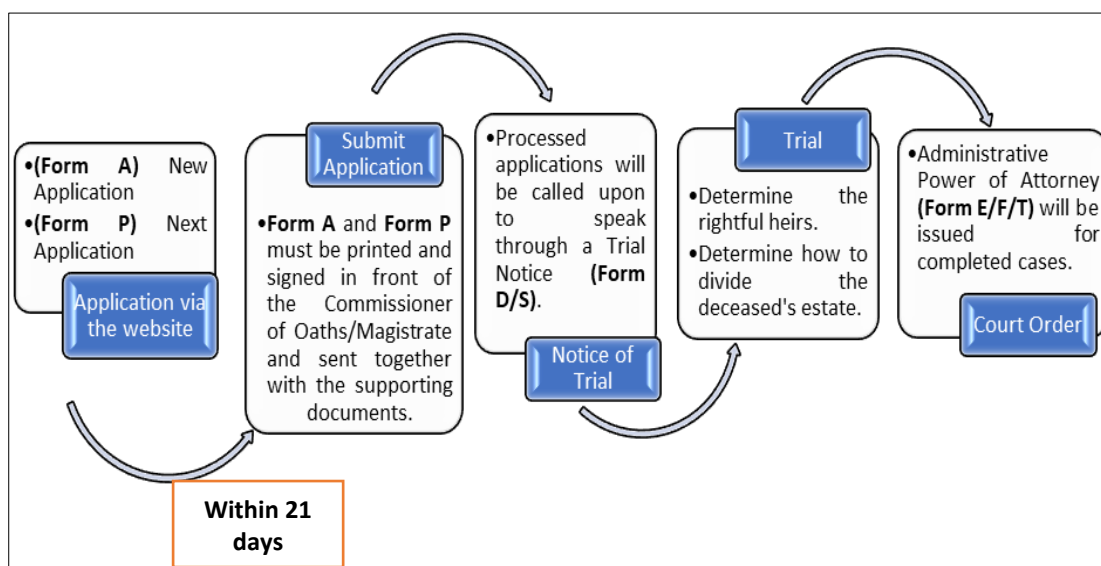 •(Form A) New
Application
•(Form P) Next
Application
Application via
the website
Within 21
days
Submit
Application
•Form A and Form P
must be printed and
signed in front of
the Commissioner
of Oaths/Magistrate
and sent together
with the supporting
documents.
•Processed
applications will
be called upon
to speak
through a Trial
Notice (Form
D/S).
Notice of
Trial
Trial
•Determine the
rightful heirs.
•Determine how to
divide the
deceased's estate.
•Administrative
Power of Attorney
(Form E/F/T) will be
issued for
completed cases.
Court Order